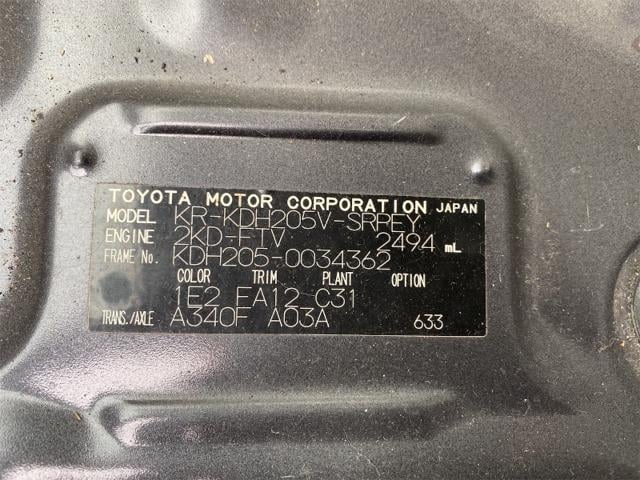 TOYOTA MOTOR CORPORATION JAPAN
MODEL KR-KDH205V-SRPEY
ENGINE 2KD-FTV 2494 mL
FRAME No. KDH205-0034362
COLOR TRIM PLANT OPTION
1E2 FA12 C31
TRANS./AXLE A340F A03A 633